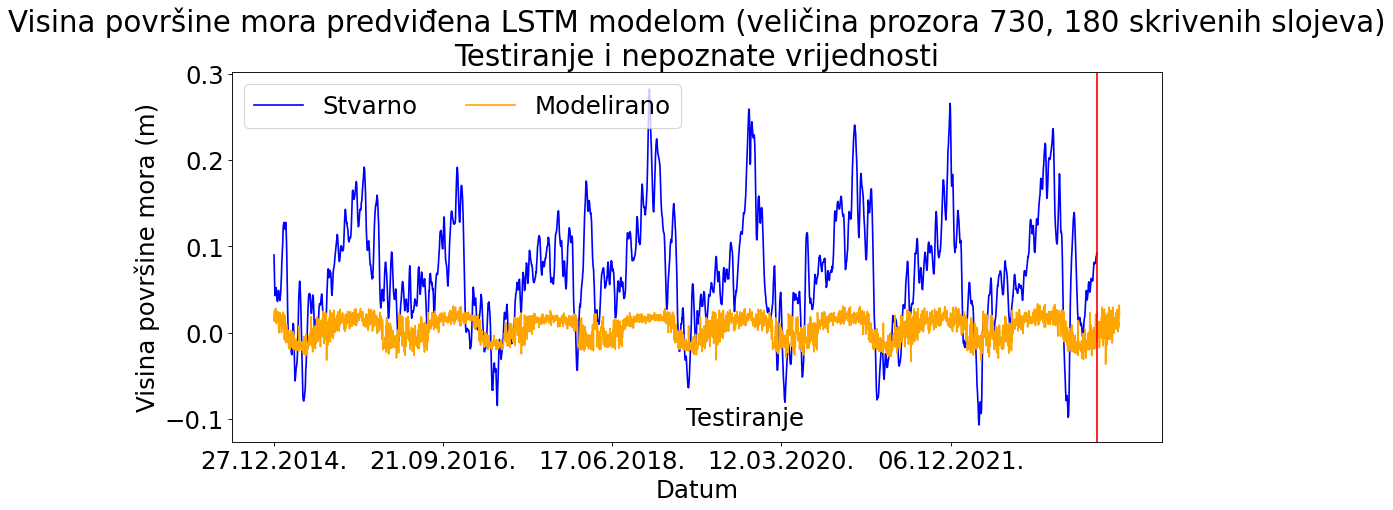 Visina površine mora predviđena LSTM modelom (veličina prozora 730, 180 skrivenih slojeva)
Testiranje i nepoznate vrijednosti
Stvarno
Modelirano
Visina površine mora (m)
0.3
0.2
0.1
0.0
−0.1
Testiranje
27.12.2014.
21.09.2016.
17.06.2018.
12.03.2020.
06.12.2021.
Datum